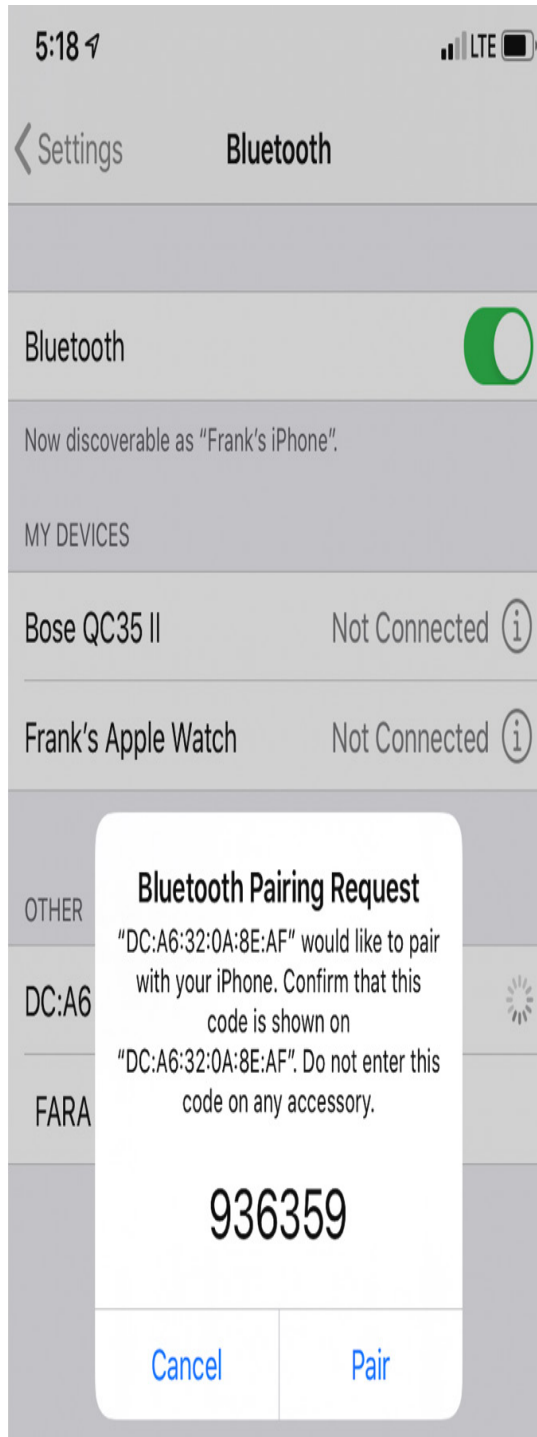 5:18 LTE
Settings Bluetooth
Bluetooth
Now discoverable as “Frank’s iPhone”.
MY DEVICES
Bose QC35 II Not Connected i
Frank’s Apple Watch Not Connected i
OTHER
DC:A6
FARA
Bluetooth Pairing Request
“DC:A6:32:0A:8E:AF” would like to pair
with your iPhone. Confirm that this
code is shown on
“DC:A6:32:0A:8E:AF”. Do not enter this
code on any accessory.
936359
Cancel Pair